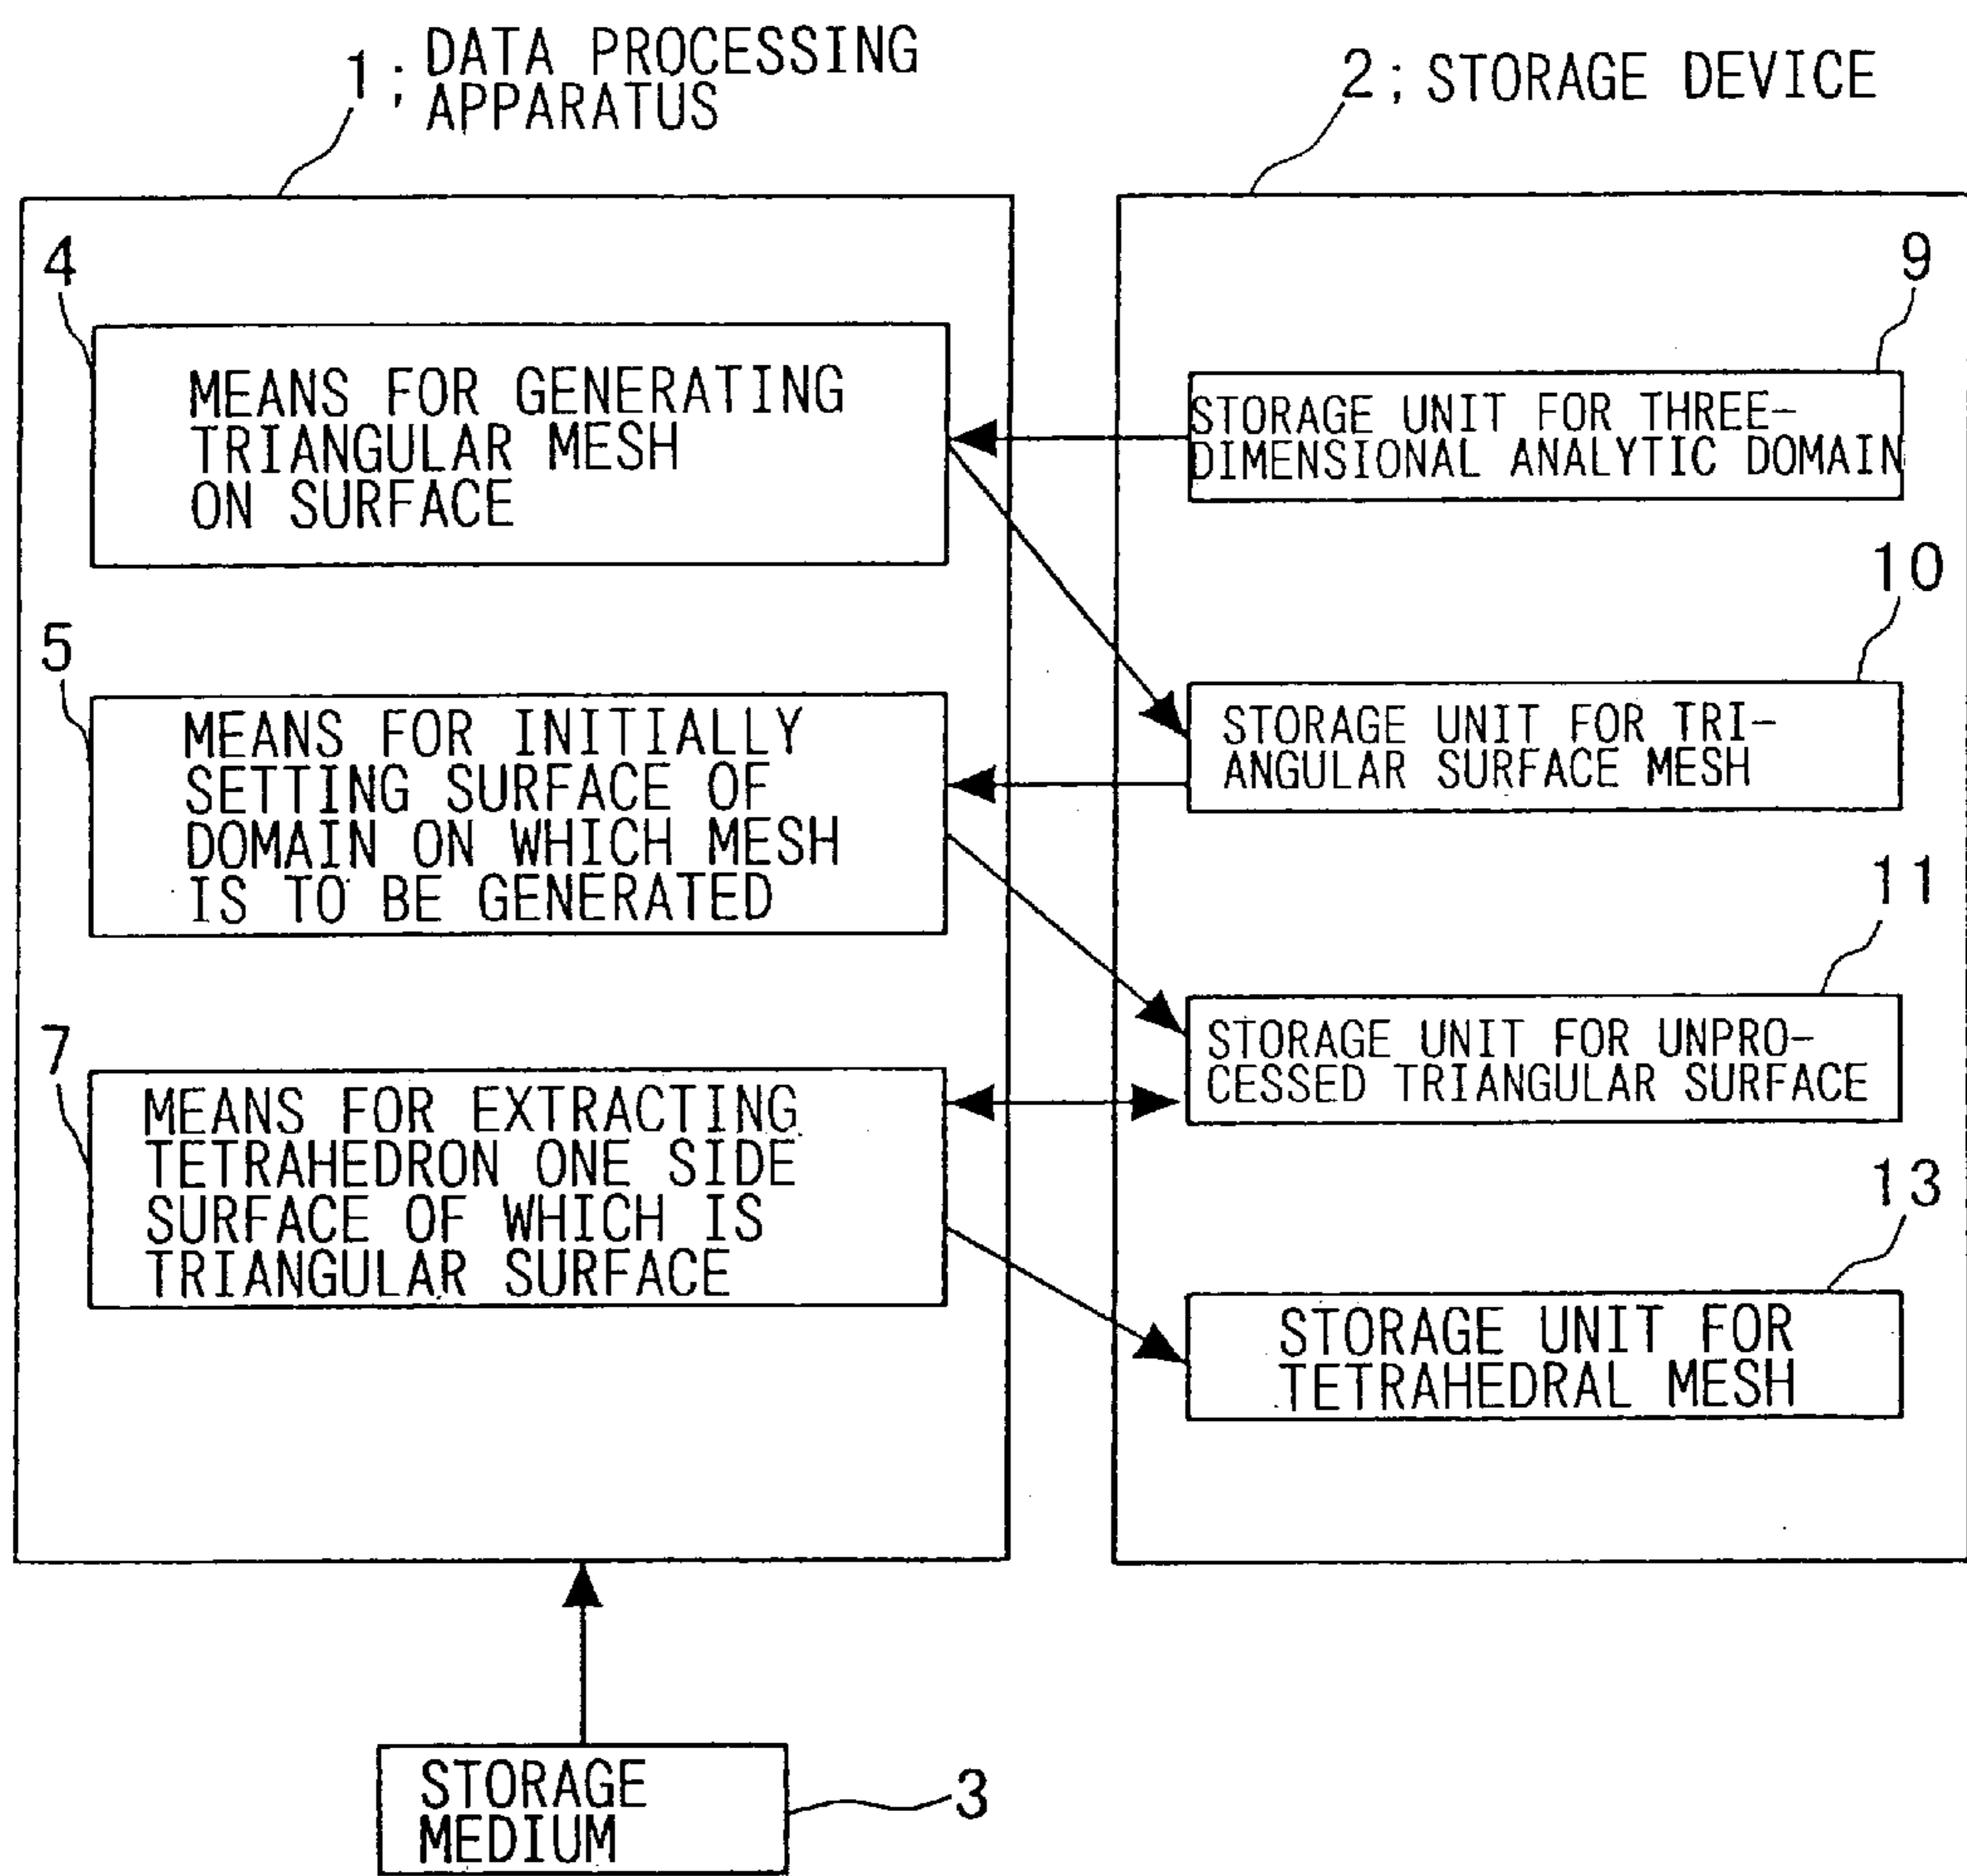 1; DATA PROCESSING
APPARATUS
2; STORAGE DEVICE
4
MEANS FOR GENERATING
TRIANGULAR MESH
ON SURFACE
9
STORAGE UNIT FOR THREE-
DIMENSIONAL ANALYTIC DOMAIN
10
STORAGE UNIT FOR TRI-
ANGULAR SURFACE MESH
5
MEANS FOR INITIALLY
SETTING SURFACE OF
DOMAIN ON WHICH MESH
IS TO BE GENERATED
11
STORAGE UNIT FOR UNPRO-
CESSED TRIANGULAR SURFACE
7
MEANS FOR EXTRACTING
TETRAHEDRON ONE SIDE
SURFACE OF WHICH IS
TRIANGULAR SURFACE
13
STORAGE UNIT FOR
TETRAHEDRAL MESH
STORAGE
MEDIUM
3